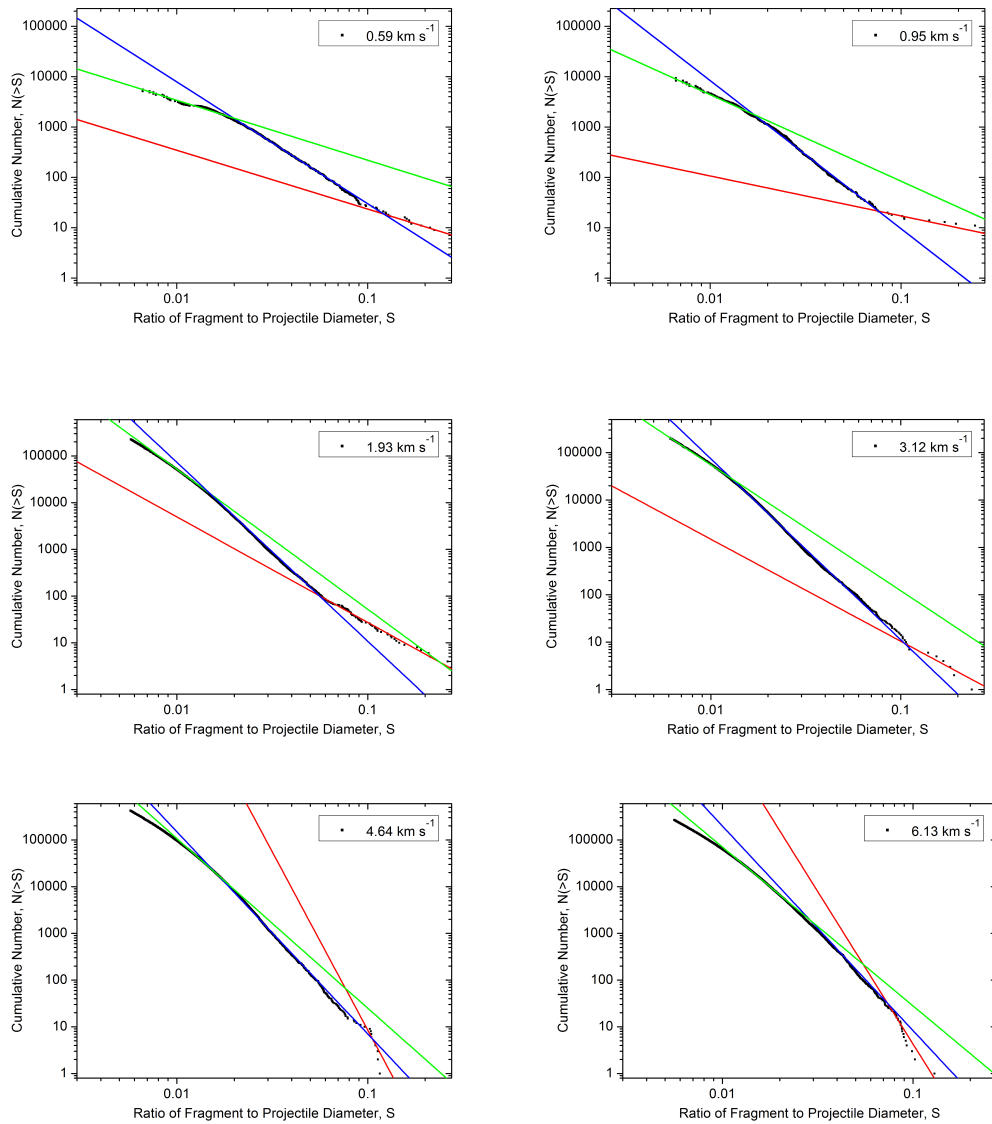 0.59 km s⁻¹
100000
10000
1000
100
10
1
0.01 0.1
Cumulative Number, N(>S)
Ratio of Fragment to Projectile Diameter, S
0.95 km s⁻¹
100000
10000
1000
100
10
1
0.01 0.1
Cumulative Number, N(>S)
Ratio of Fragment to Projectile Diameter, S
1.93 km s⁻¹
100000
10000
1000
100
10
1
0.01 0.1
Cumulative Number, N(>S)
Ratio of Fragment to Projectile Diameter, S
3.12 km s⁻¹
100000
10000
1000
100
10
1
0.01 0.1
Cumulative Number, N(>S)
Ratio of Fragment to Projectile Diameter, S
4.64 km s⁻¹
100000
10000
1000
100
10
1
0.01 0.1
Cumulative Number, N(>S)
Ratio of Fragment to Projectile Diameter, S
6.13 km s⁻¹
100000
10000
1000
100
10
1
0.01 0.1
Cumulative Number, N(>S)
Ratio of Fragment to Projectile Diameter, S